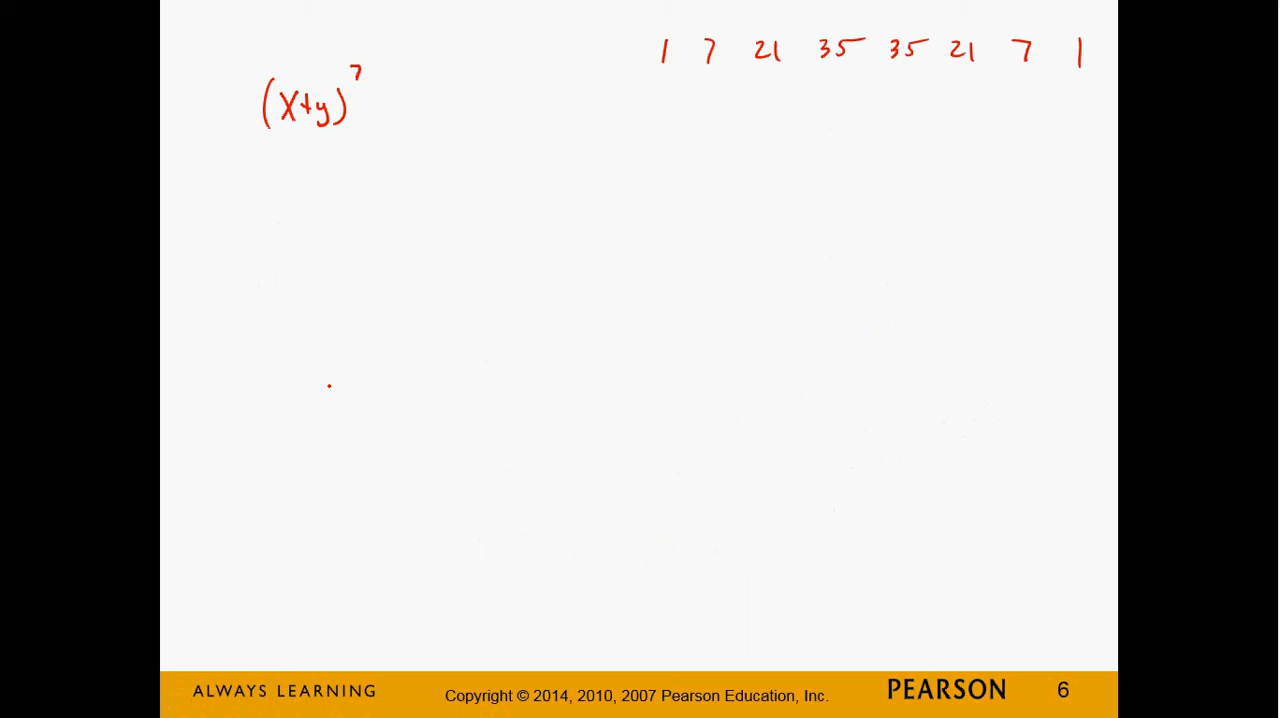 1 7 21 35 35 21 7 1
(x+y)^7
ALWAYS LEARNING Copyright © 2014, 2010, 2007 Pearson Education, Inc. PEARSON 6